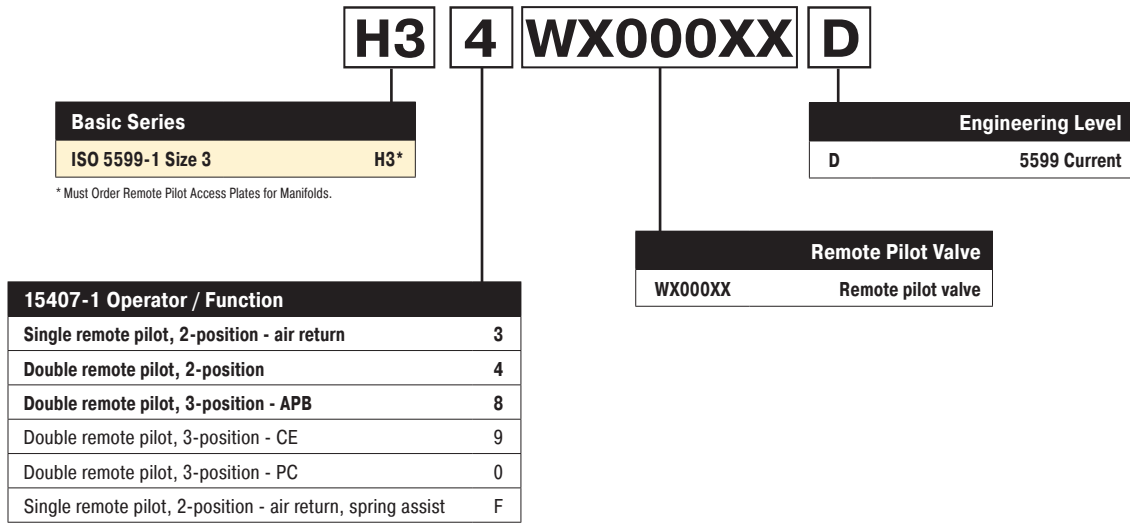 H3 4 WX000XX D
Basic Series
ISO 5599-1 Size 3 H3*
* Must Order Remote Pilot Access Plates for Manifolds.
Engineering Level
D 5599 Current
Remote Pilot Valve
WX000XX Remote pilot valve
15407-1 Operator / Function
Single remote pilot, 2-position - air return 3
Double remote pilot, 2-position 4
Double remote pilot, 3-position - APB 8
Double remote pilot, 3-position - CE 9
Double remote pilot, 3-position - PC 0
Single remote pilot, 2-position - air return, spring assist F